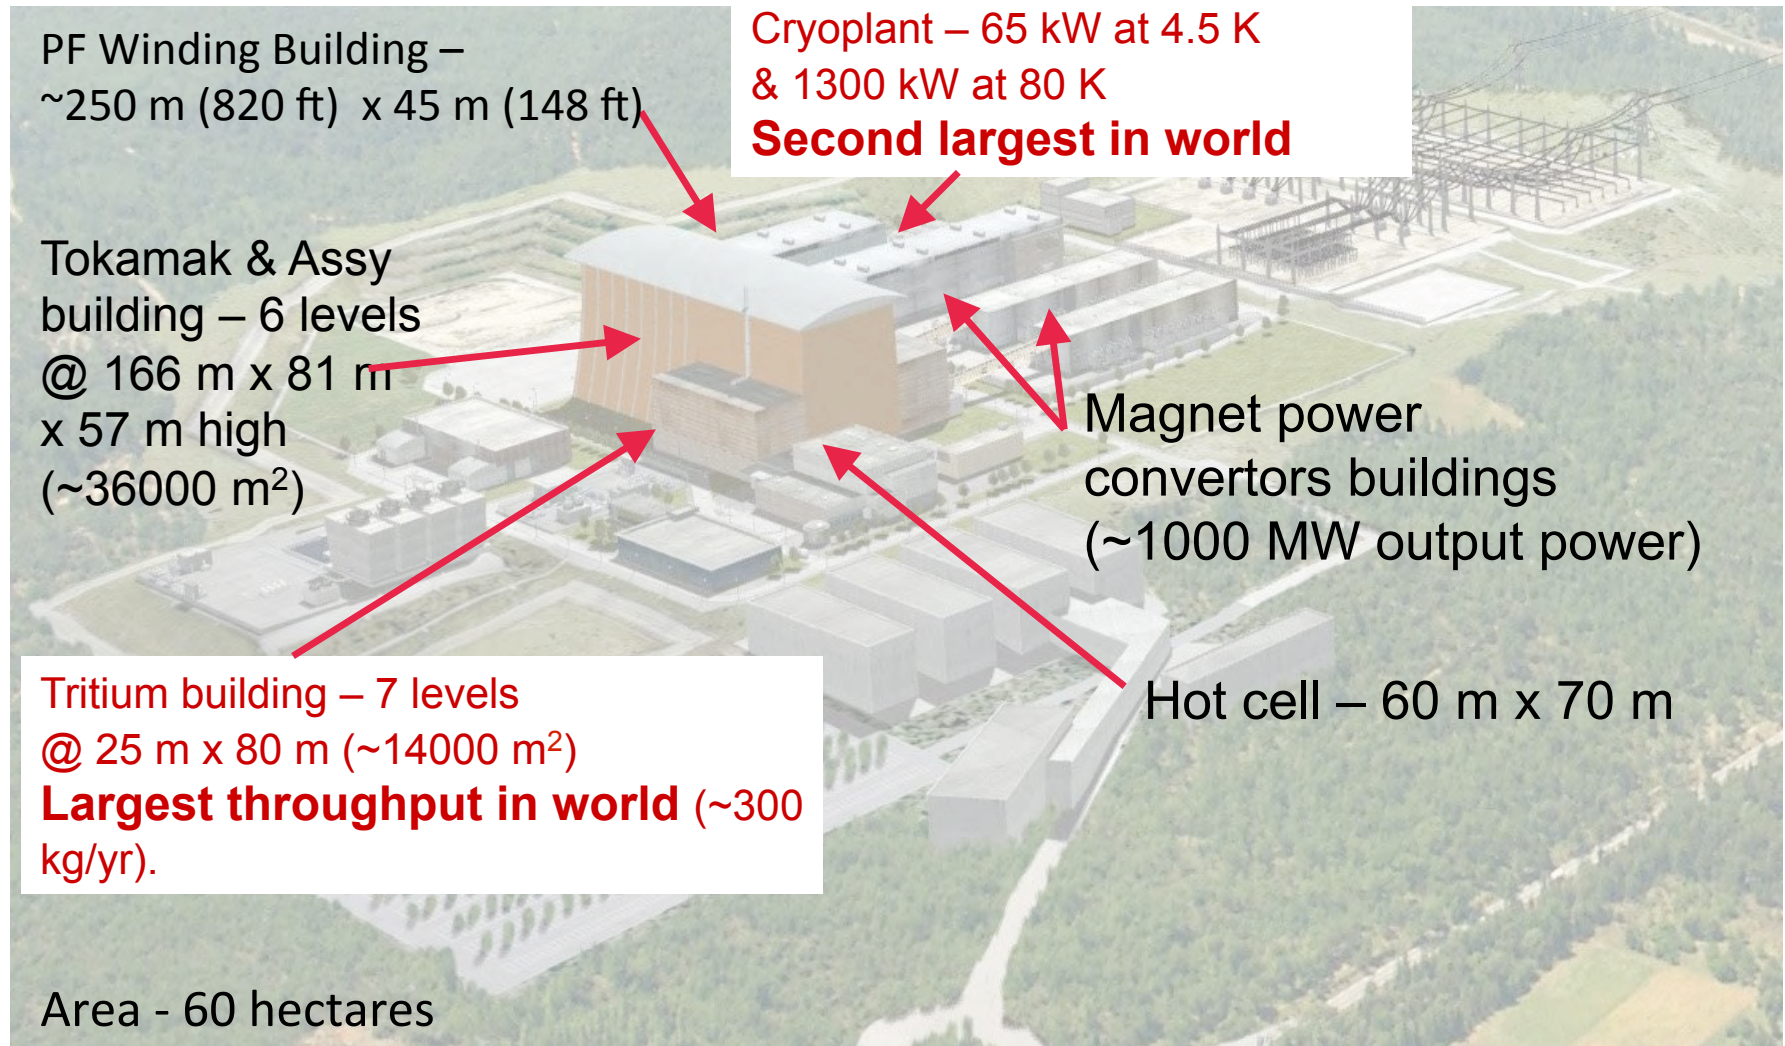 PF Winding Building –
~250 m (820 ft)  x 45 m (148 ft)
Cryoplant – 65 kW at 4.5 K
& 1300 kW at 80 K
Second largest in world
Tokamak & Assy
building – 6 levels
@ 166 m x 81 m
x 57 m high
(~36000 m²)
Magnet power
convertors buildings
(~1000 MW output power)
Tritium building – 7 levels
@ 25 m x 80 m (~14000 m²)
Largest throughput in world (~300
kg/yr).
Hot cell – 60 m x 70 m
Area - 60 hectares